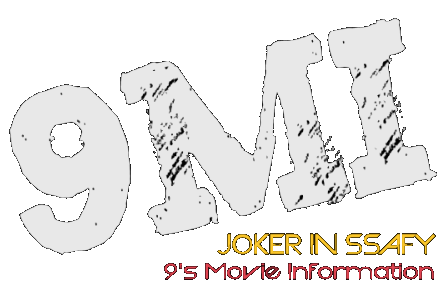 9MI
JOKER IN SSAFY
9's Movie Information